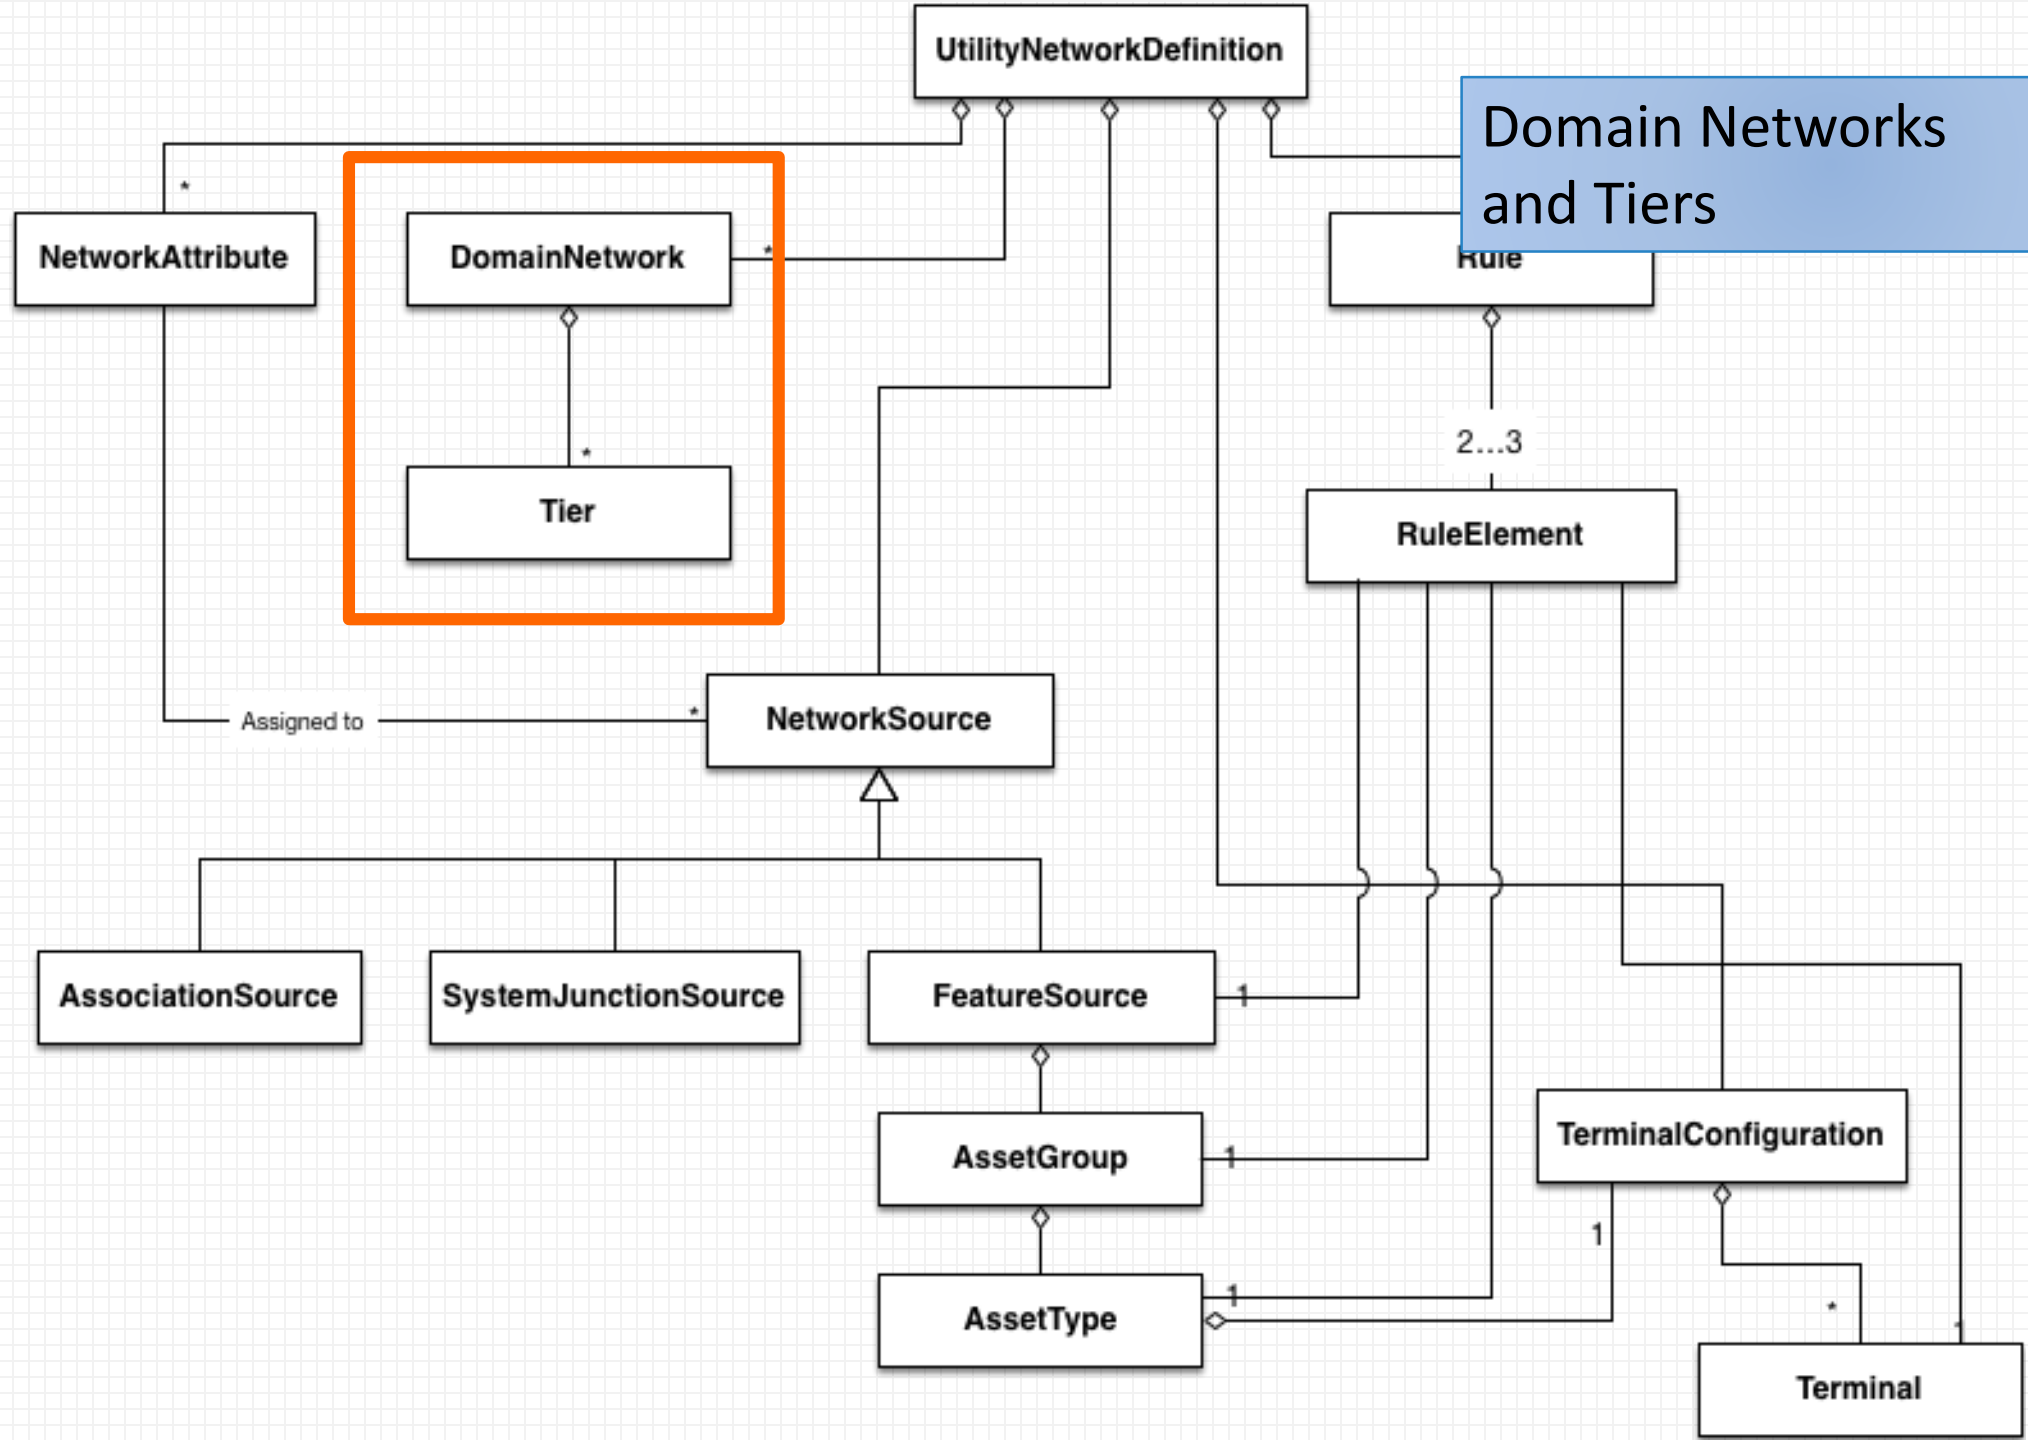 UtilityNetworkDefinition
Domain Networks
and Tiers
*
NetworkAttribute
DomainNetwork
*
Rule
2...3
*
Tier
RuleElement
Assigned to
*
NetworkSource
AssociationSource
SystemJunctionSource
FeatureSource
1
AssetGroup
1
TerminalConfiguration
1
1
AssetType
*
1
Terminal